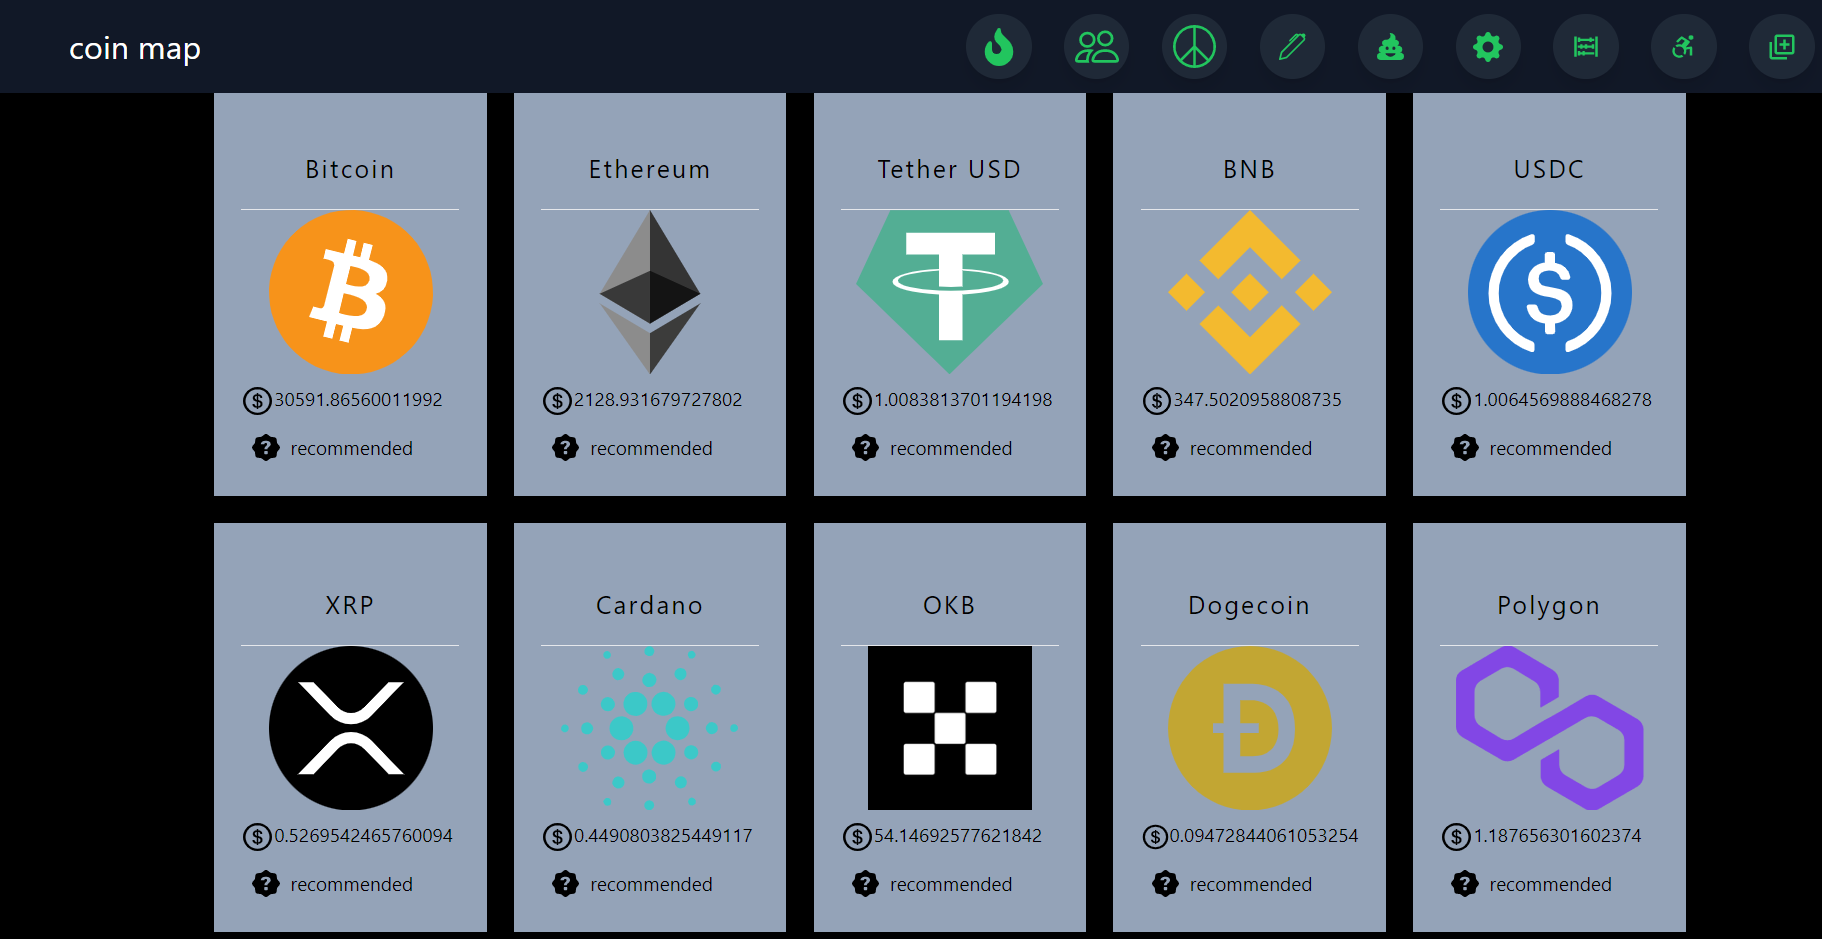 coin map
Bitcoin
Ethereum
Tether USD
BNB
USDC
30591.86560011992
2128.931679727802
1.0083813701194198
347.5020958808735
1.0064569888468278
recommended
recommended
recommended
recommended
recommended
XRP
Cardano
OKB
Dogecoin
Polygon
0.5269542465760094
0.4490803825449117
54.14692577621842
0.09472844061053254
1.187656301602374
recommended
recommended
recommended
recommended
recommended